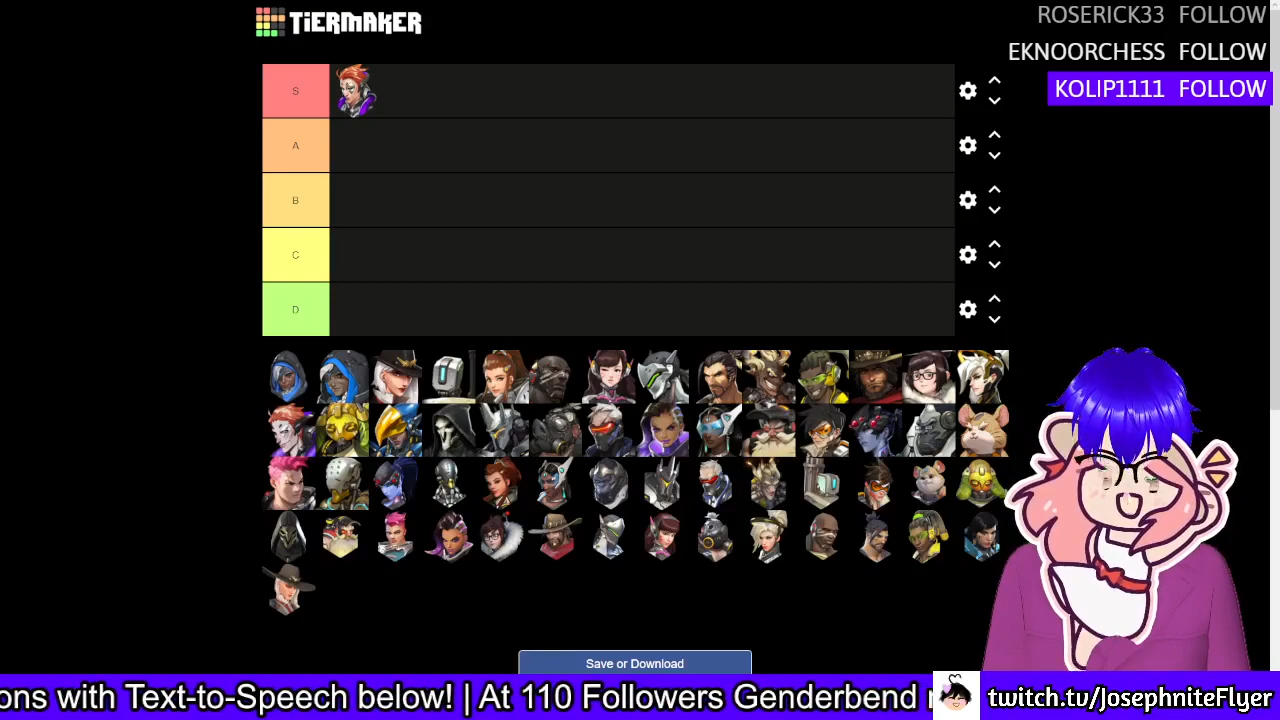 TIERMAKER
ROSERICK33 FOLLOW
EKNOORCHESS FOLLOW
KOLIP1111 FOLLOW
S
A
B
C
D
Save or Download
ons with Text-to-Speech below! | At 110 Followers Genderbend
twitch.tv/JosephniteFlyer